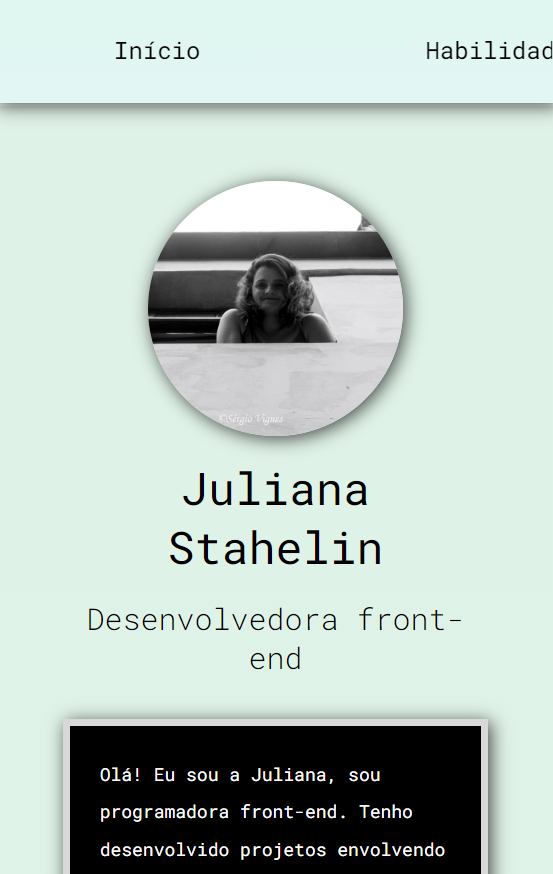 Início
Habilidad
©Sérgio Vignes
Juliana
Stahelin
Desenvolvedora front-
end
Olá! Eu sou a Juliana, sou
programadora front-end. Tenho
desenvolvido projetos envolvendo